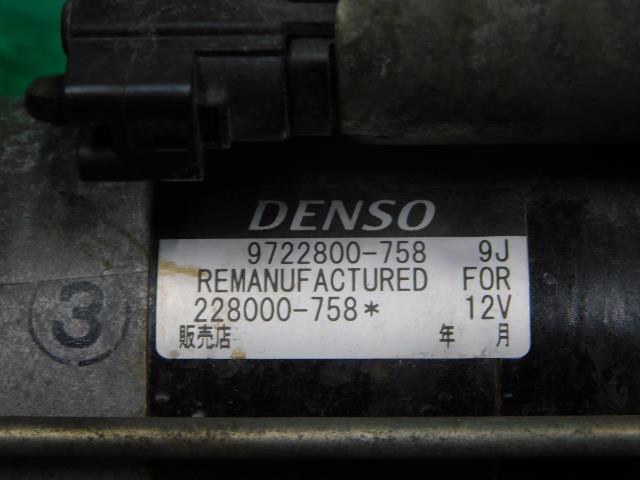 DENSO
9722800-758 9J
REMANUFACTURED FOR
228000-758* 12V
販売店 年 月
3